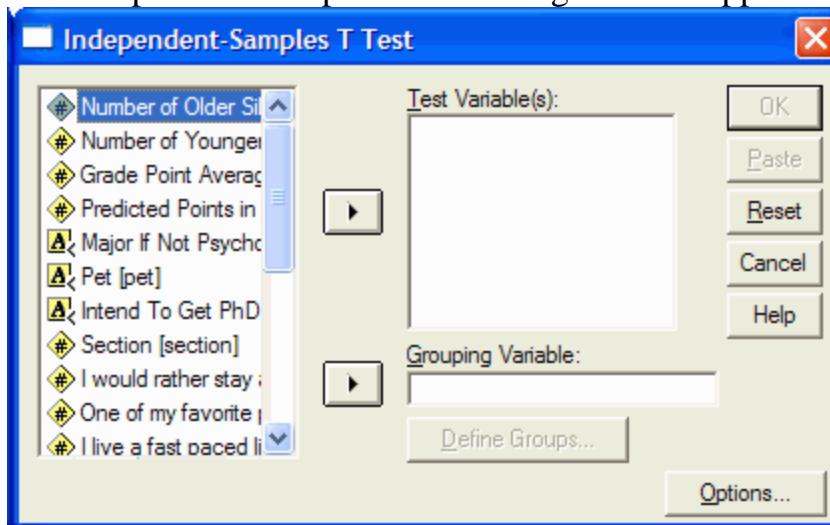 Independent-Samples T Test
Number of Older Si
Number of Younger
Grade Point Averag
Predicted Points in
Major If Not Psycho
Pet [pet]
Intend To Get PhD
Section [section]
I would rather stay
One of my favorite
I live a fast paced li
Test Variable(s):
Grouping Variable:
Define Groups...
OK
Paste
Reset
Cancel
Help
Options...